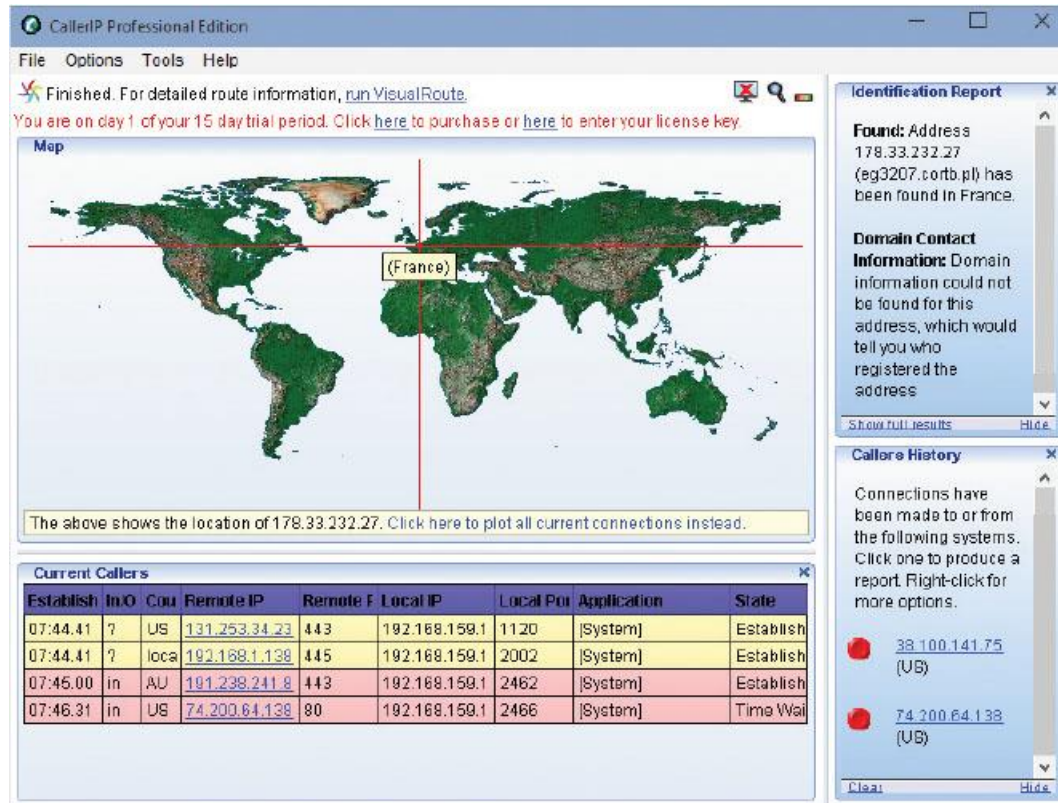 CallerIP Professional Edition
File Options Tools Help
Finished. For detailed route information, run VisualRoute.
You are on day 1 of your 15 day trial period. Click here to purchase or here to enter your license key.
Map
(France)
The above shows the location of 178.33.232.27. Click here to plot all current connections instead.
Current Callers
Establish In/O Cou Remote IP Remote P Local IP Local Por Application State
07:44.41 ? US 131.253.34.23 443 192.168.159.1 1120 [System] Establish
07:44.41 ? loca 192.168.1.138 445 192.168.159.1 2002 [System] Establish
07:45.00 in AU 191.238.241.8 443 192.168.159.1 2462 [System] Establish
07:46.31 in US 74.200.64.138 80 192.168.159.1 2466 [System] Time Wai
Identification Report
Found: Address
178.33.232.27
(eg3207.cortb.pl) has
been found in France.
Domain Contact
Information: Domain
information could not
be found for this
address, which would
tell you who
registered the
address
Show full results Hide
Callers History
Connections have
been made to or from
the following systems.
Click one to produce a
report. Right-click for
more options.
38.100.141.75
(US)
74.200.64.138
(US)
Clear Hide